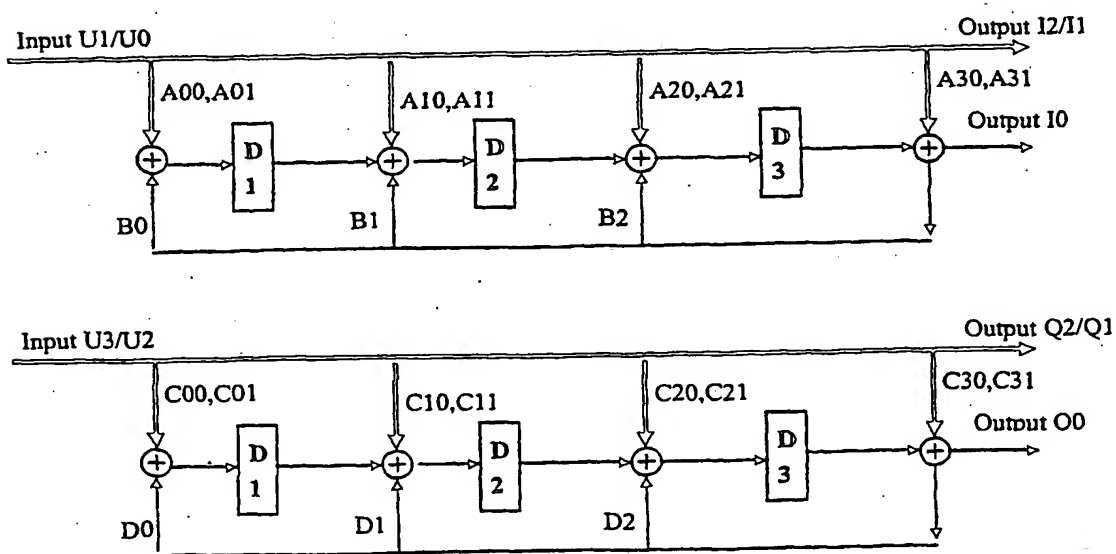 Input U1/U0
Output I2/I1
A00,A01
A10,A11
A20,A21
A30,A31
Output I0
D
1
D
2
D
3
B0
B1
B2
Input U3/U2
Output Q2/Q1
C00,C01
C10,C11
C20,C21
C30,C31
Output O0
D
1
D
2
D
3
D0
D1
D2